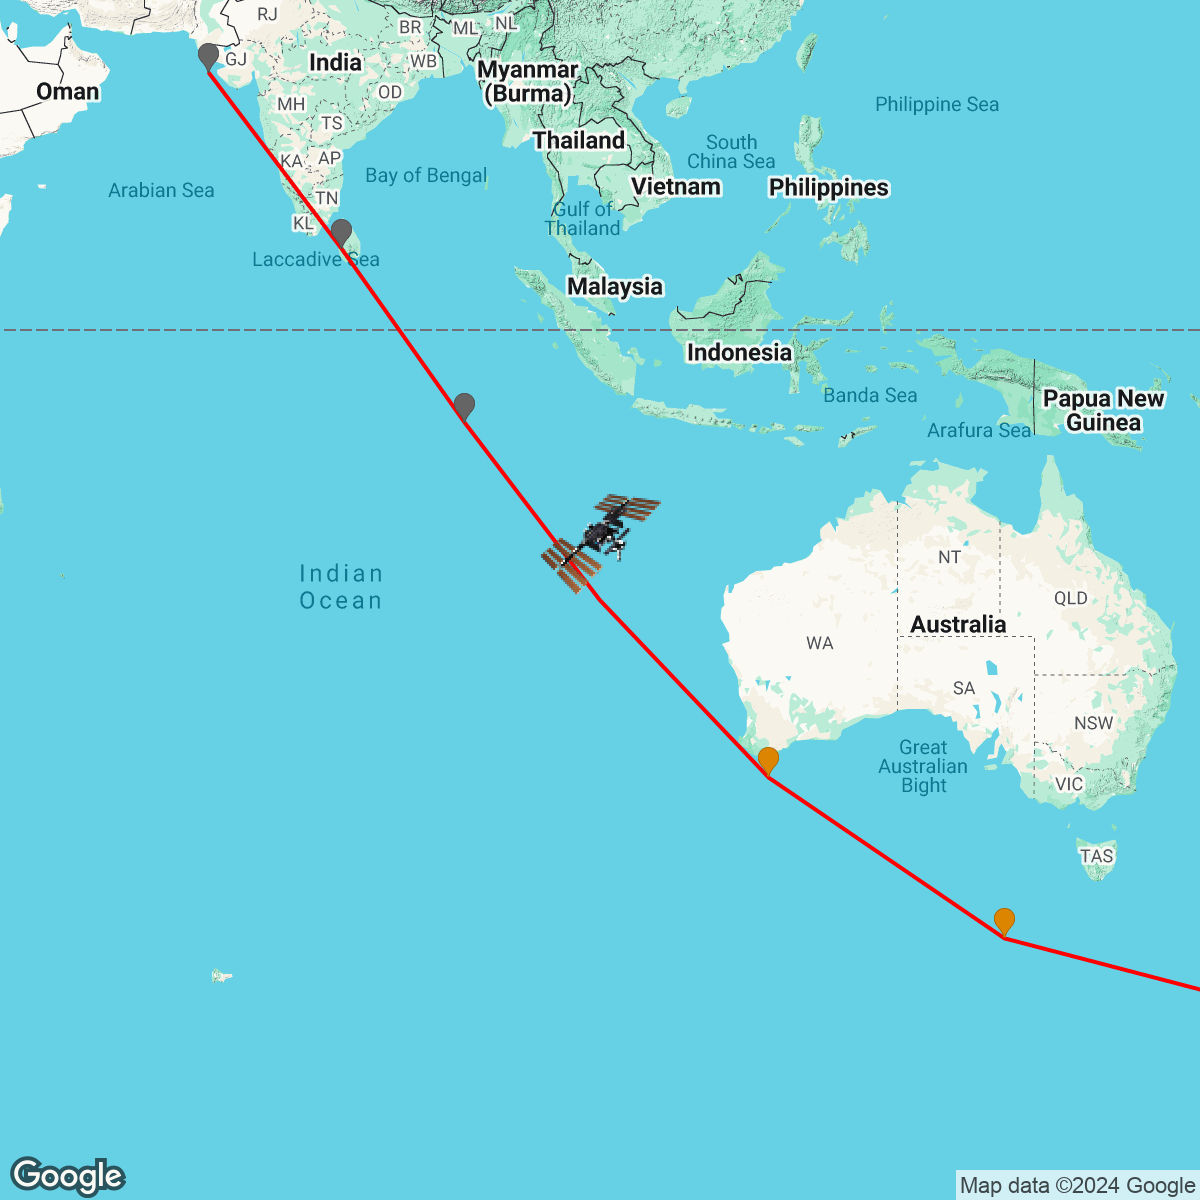 RJ
BR
ML
NL
GJ
India
WB
Myanmar
(Burma)
Oman
OD
MH
TS
Philippine Sea
Thailand
South
China Sea
KA
AP
Bay of Bengal
Arabian Sea
Vietnam
Philippines
TN
KL
Gulf of
Thailand
Laccadive Sea
Malaysia
Indonesia
Banda Sea
Papua New
Guinea
Arafura Sea
NT
Indian
Ocean
QLD
Australia
WA
SA
NSW
Great
Australian
Bight
VIC
TAS
Google
Map data ©2024 Google